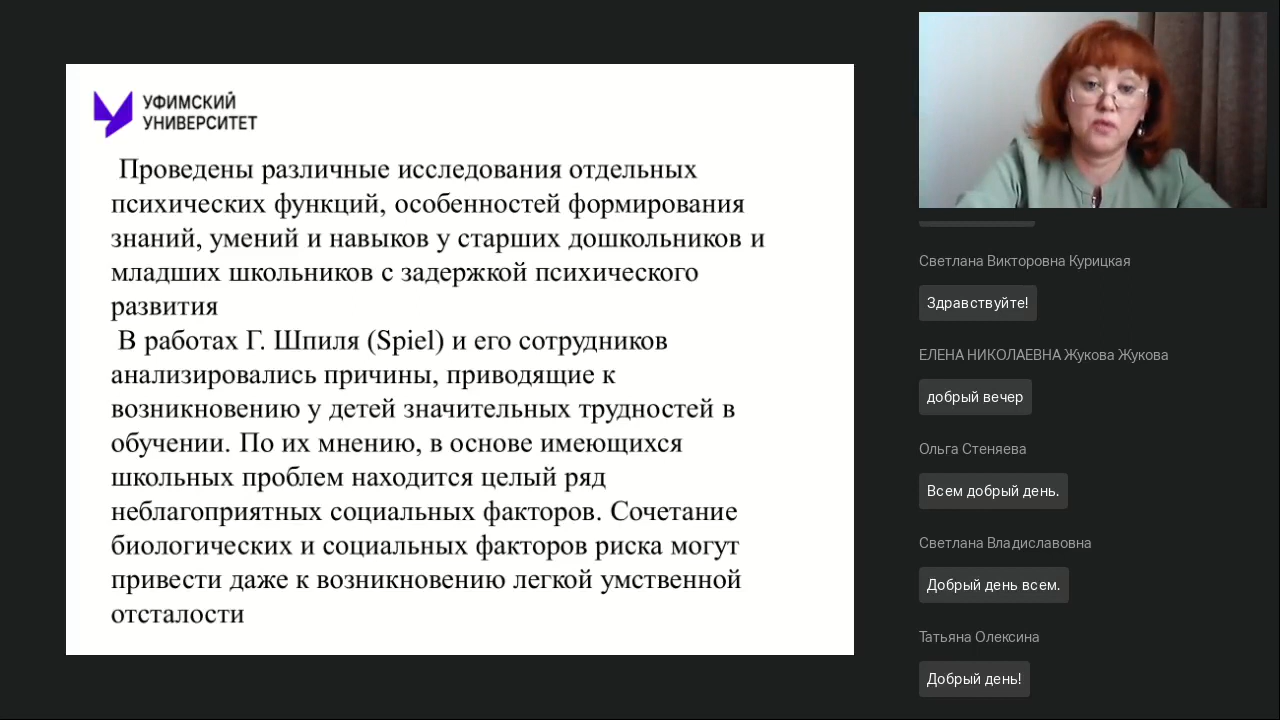 УФИМСКИЙ
УНИВЕРСИТЕТ
Проведены различные исследования отдельных
психических функций, особенностей формирования
знаний, умений и навыков у старших дошкольников и
младших школьников с задержкой психического
развития
В работах Г. Шпиля (Spiel) и его сотрудников
анализировались причины, приводящие к
возникновению у детей значительных трудностей в
обучении. По их мнению, в основе имеющихся
школьных проблем находится целый ряд
неблагоприятных социальных факторов. Сочетание
биологических и социальных факторов риска могут
привести даже к возникновению легкой умственной
отсталости
Светлана Викторовна Курицкая
Здравствуйте!
ЕЛЕНА НИКОЛАЕВНА Жукова Жукова
добрый вечер
Ольга Стеняева
Всем добрый день.
Светлана Владиславовна
Добрый день всем.
Татьяна Олексина
Добрый день!